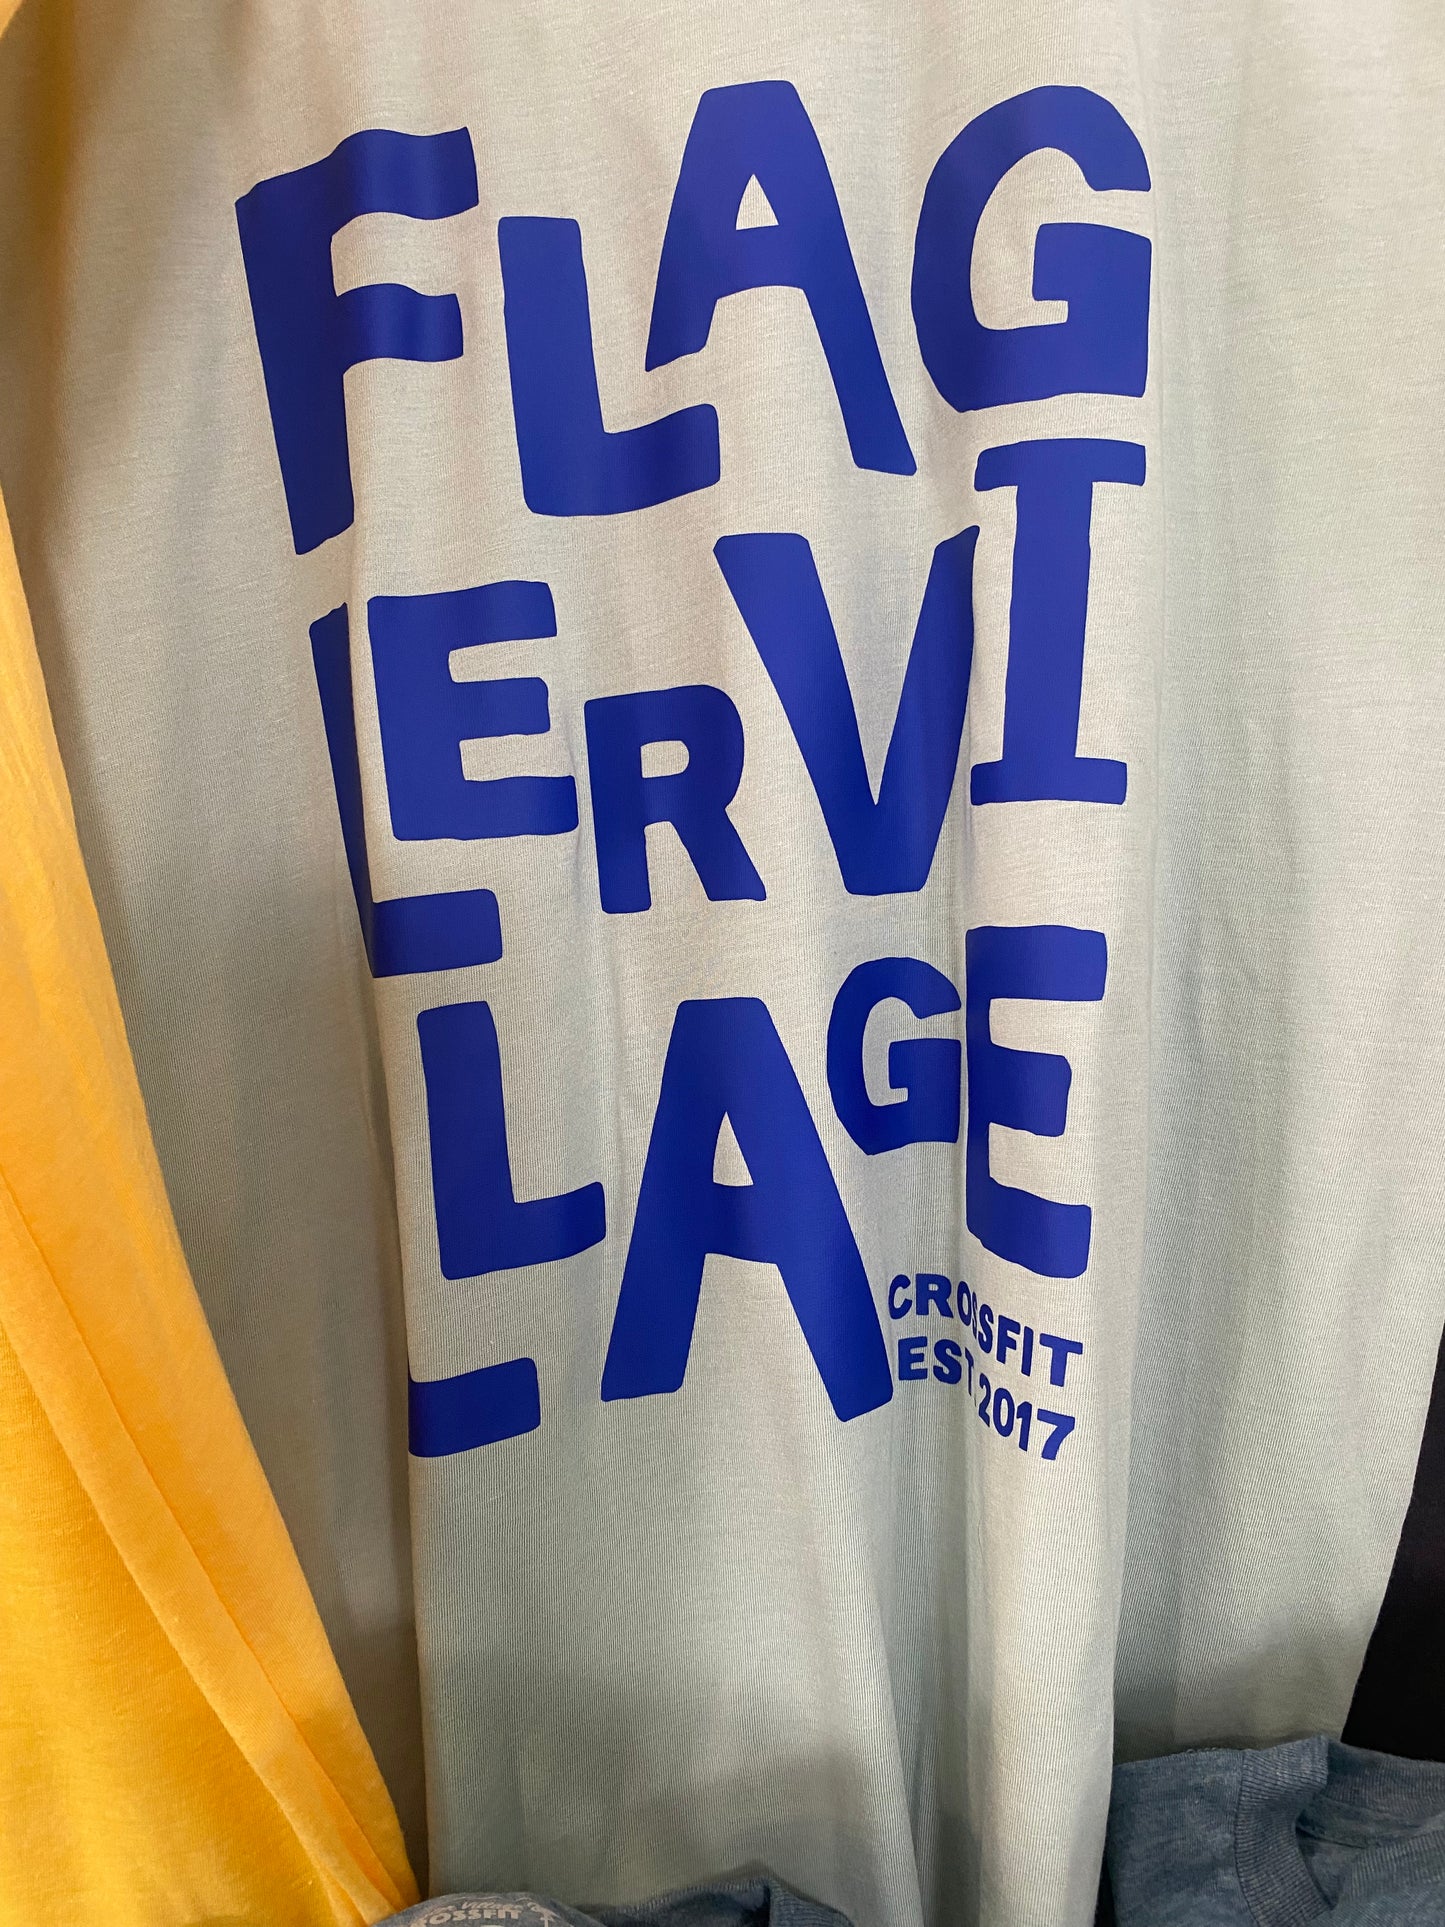 FLAG
LERVI
LLAGE
CROSSFIT
EST. 2017